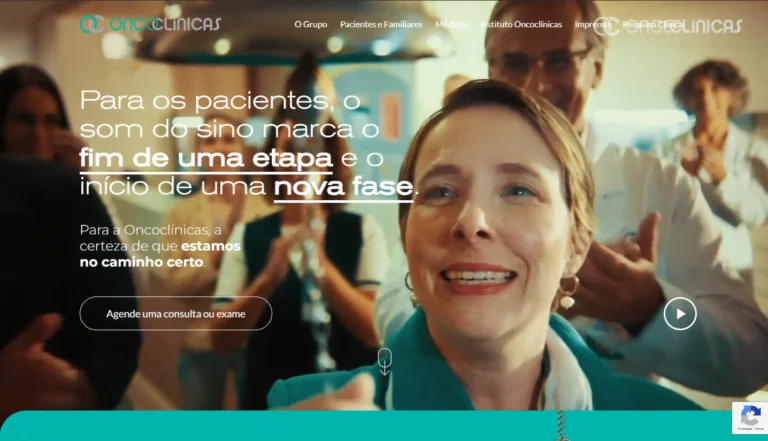 ONCOCLÍNICAS
O Grupo
Pacientes e Familiares
Médicos
Instituto Oncoclínicas
Imprensa
Pesquisa Clínica
ONCOCLÍNICAS
Para os pacientes, o
som do sino marca o
fim de uma etapa e o
início de uma nova fase.
Para a Oncoclínicas, a
certeza de que estamos
no caminho certo.
Agende uma consulta ou exame